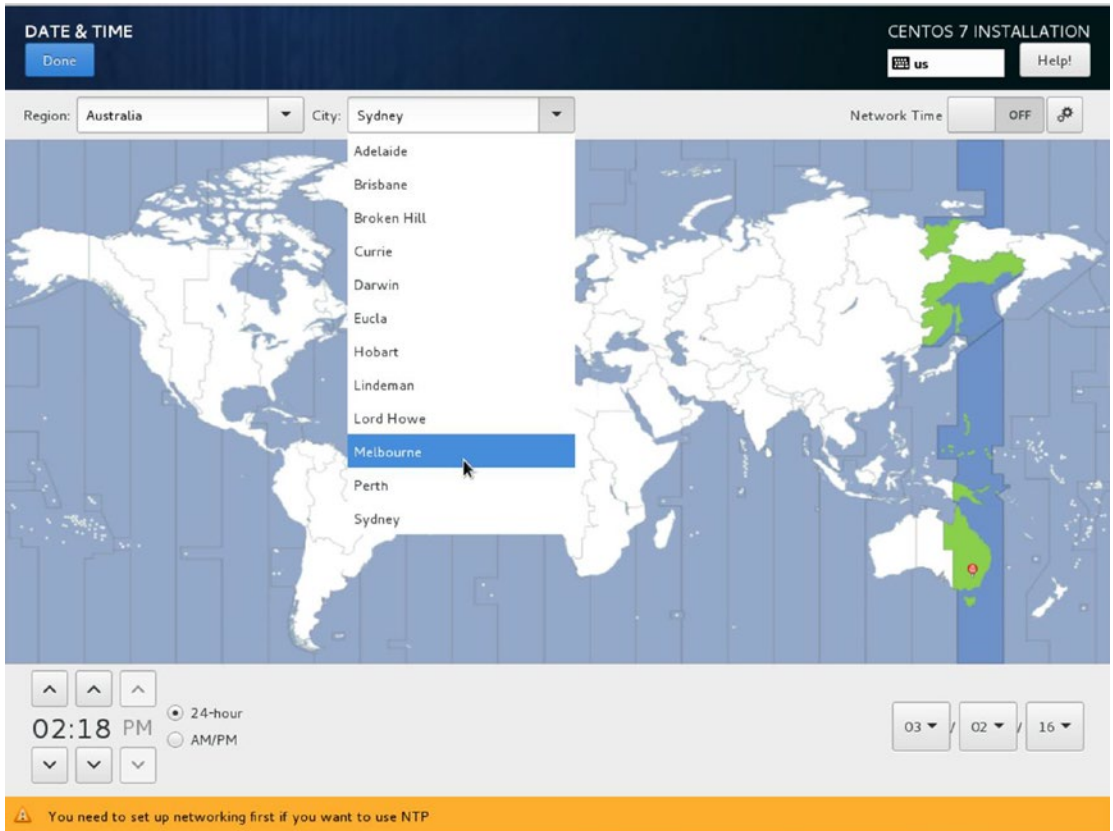 DATE & TIME
CENTOS 7 INSTALLATION
Done
us
Help!
Region: Australia City: Sydney Network Time OFF
Adelaide
Brisbane
Broken Hill
Currie
Darwin
Eucla
Hobart
Lindeman
Lord Howe
Melbourne
Perth
Sydney
02:18 PM
24-hour
AM/PM
03 / 02 / 16
You need to set up networking first if you want to use NTP